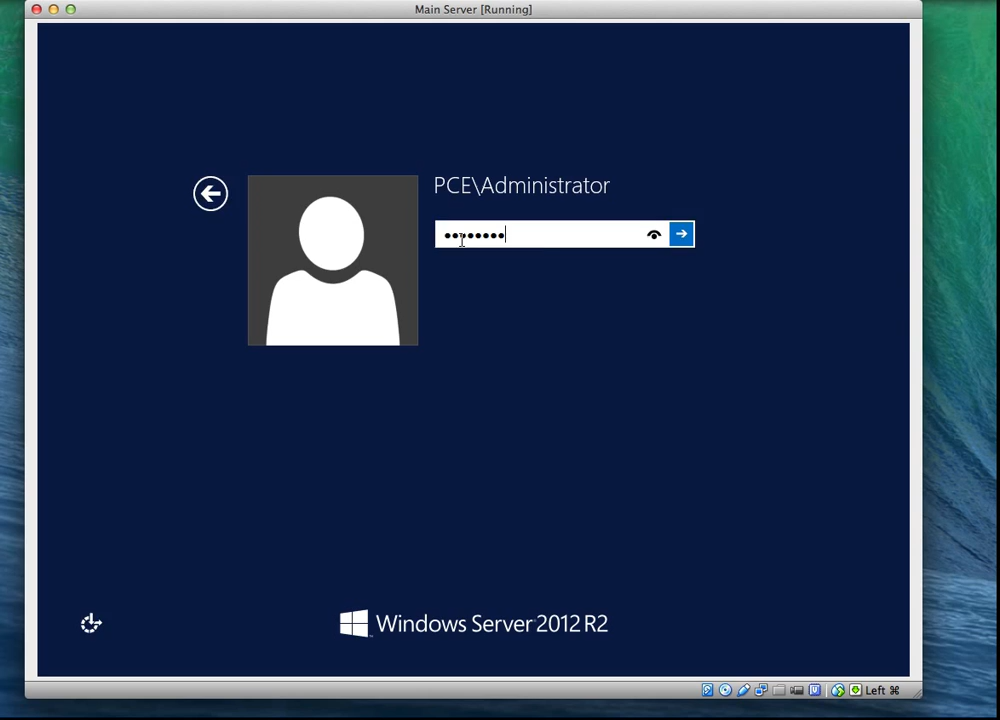 Main Server [Running]
PCE\Administrator
••••••••
Windows Server 2012 R2
Left ⌘